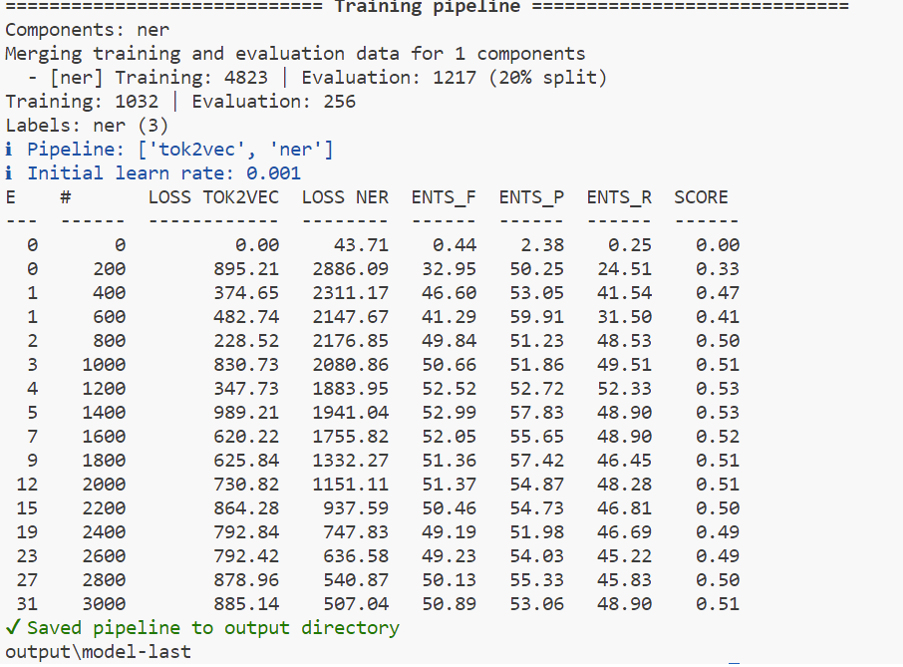 ============================= Training pipeline =============================
Components: ner
Merging training and evaluation data for 1 components
  - [ner] Training: 4823 | Evaluation: 1217 (20% split)
Training: 1032 | Evaluation: 256
Labels: ner (3)
ℹ Pipeline: ['tok2vec', 'ner']
ℹ Initial learn rate: 0.001
E    #       LOSS TOK2VEC  LOSS NER  ENTS_F  ENTS_P  ENTS_R  SCORE
---  ------  ------------  --------  ------  ------  ------  ------
  0       0          0.00     43.71    0.44    2.38    0.25    0.00
  0     200        895.21   2886.09   32.95   50.25   24.51    0.33
  1     400        374.65   2311.17   46.60   53.05   41.54    0.47
  1     600        482.74   2147.67   41.29   59.91   31.50    0.41
  2     800        228.52   2176.85   49.84   51.23   48.53    0.50
  3    1000        830.73   2080.86   50.66   51.86   49.51    0.51
  4    1200        347.73   1883.95   52.52   52.72   52.33    0.53
  5    1400        989.21   1941.04   52.99   57.83   48.90    0.53
  7    1600        620.22   1755.82   52.05   55.65   48.90    0.52
  9    1800        625.84   1332.27   51.36   57.42   46.45    0.51
 12    2000        730.82   1151.11   51.37   54.87   48.28    0.51
 15    2200        864.28    937.59   50.46   54.73   46.81    0.50
 19    2400        792.84    747.83   49.19   51.98   46.69    0.49
 23    2600        792.42    636.58   49.23   54.03   45.22    0.49
 27    2800        878.96    540.87   50.13   55.33   45.83    0.50
 31    3000        885.14    507.04   50.89   53.06   48.90    0.51
✓ Saved pipeline to output directory
output\model-last